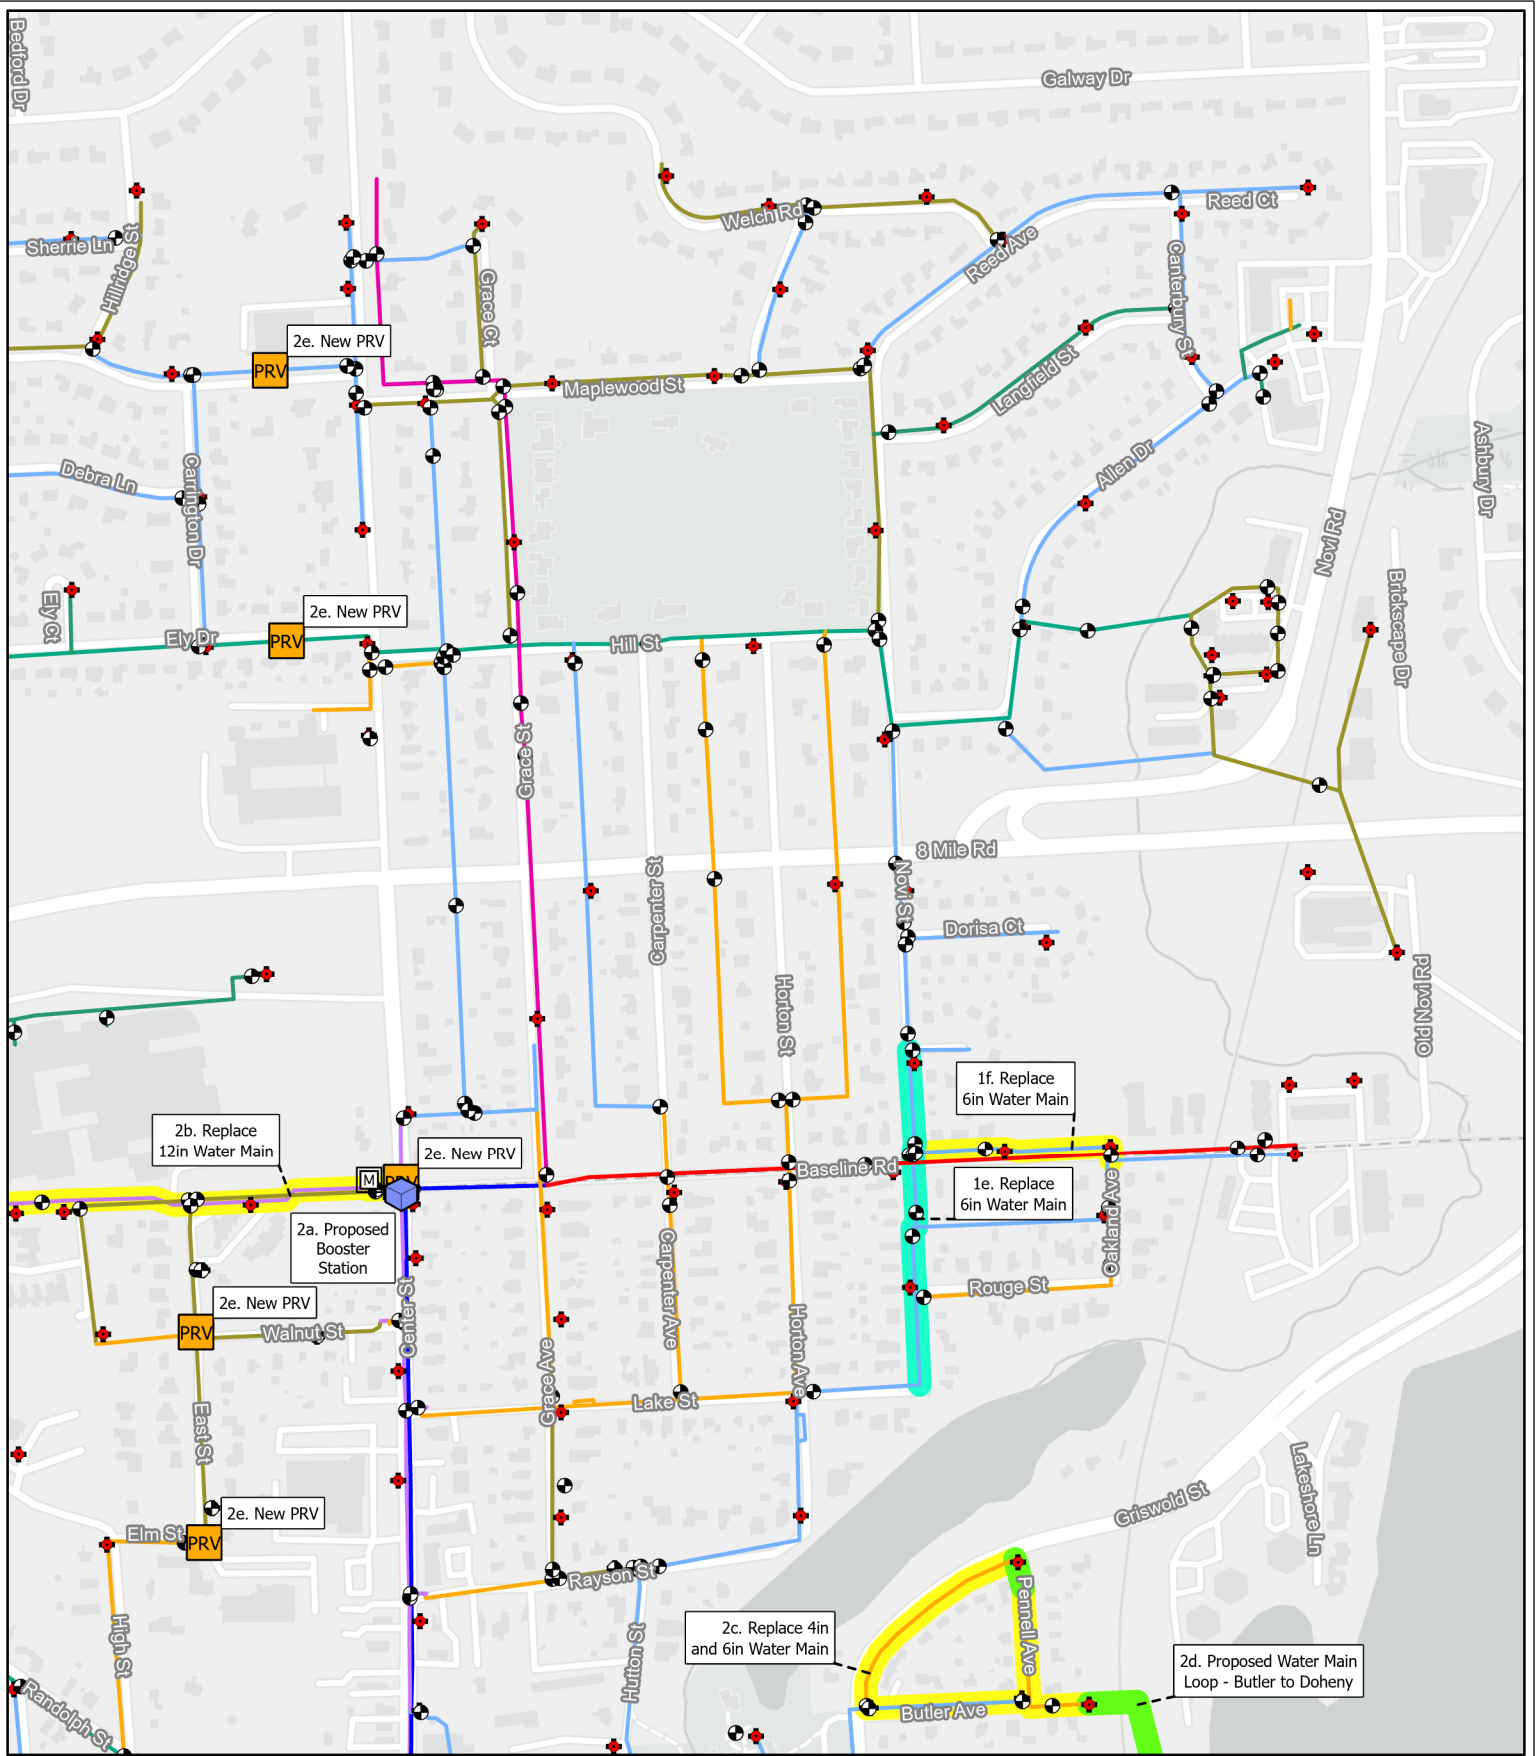 Bedford Dr
Galway Dr
Sherrie Ln
Hillridge St
Welch Rd
Reed Ct
Reed Ave
Canterbury St
Grace Ct
2e. New PRV
PRV
Maplewood St
Langfield St
Debra Ln
Carrington Dr
Allen Dr
Ashbury Dr
Novi Rd
Ely Ct
2e. New PRV
Ely Dr
PRV
Hill St
Brickscape Dr
Grace St
8 Mile Rd
Carpenter St
Novi St
Dorisa Ct
Horton St
Old Novi Rd
1f. Replace
6in Water Main
2b. Replace
12in Water Main
2e. New PRV
M
PRV
Baseline Rd
1e. Replace
6in Water Main
2a. Proposed
Booster
Station
Oakland Ave
Carpenter Ave
Rouge St
2e. New PRV
PRV
Walnut St
Center St
Horton Ave
Grace Ave
Lake St
East St
Lakeshore Ln
Griswold St
2e. New PRV
Elm St
PRV
Rayson St
Pennell Ave
High St
Hutton St
2c. Replace 4in
and 6in Water Main
2d. Proposed Water Main
Loop - Butler to Doheny
Butler Ave
Randolph St